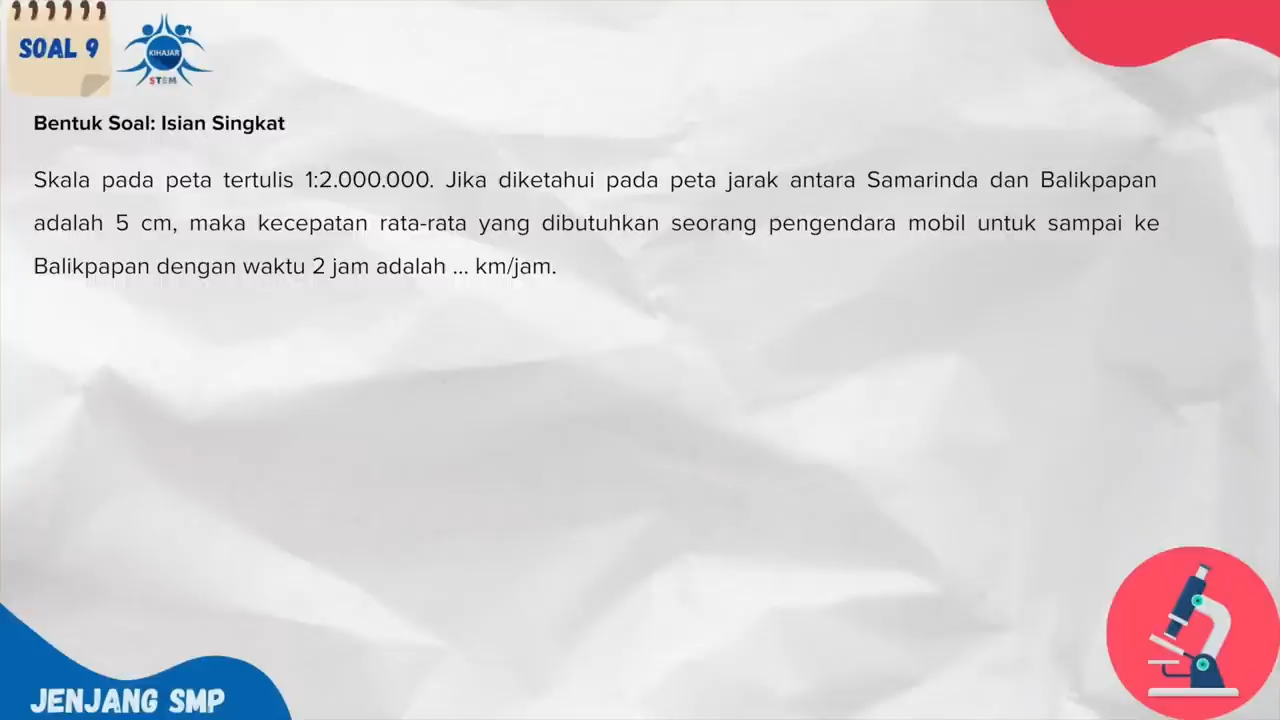 SOAL 9
KIHAJAR
STEM
Bentuk Soal: Isian Singkat
Skala pada peta tertulis 1:2.000.000. Jika diketahui pada peta jarak antara Samarinda dan Balikpapan
adalah 5 cm, maka kecepatan rata-rata yang dibutuhkan seorang pengendara mobil untuk sampai ke
Balikpapan dengan waktu 2 jam adalah ... km/jam.
JENJANG SMP